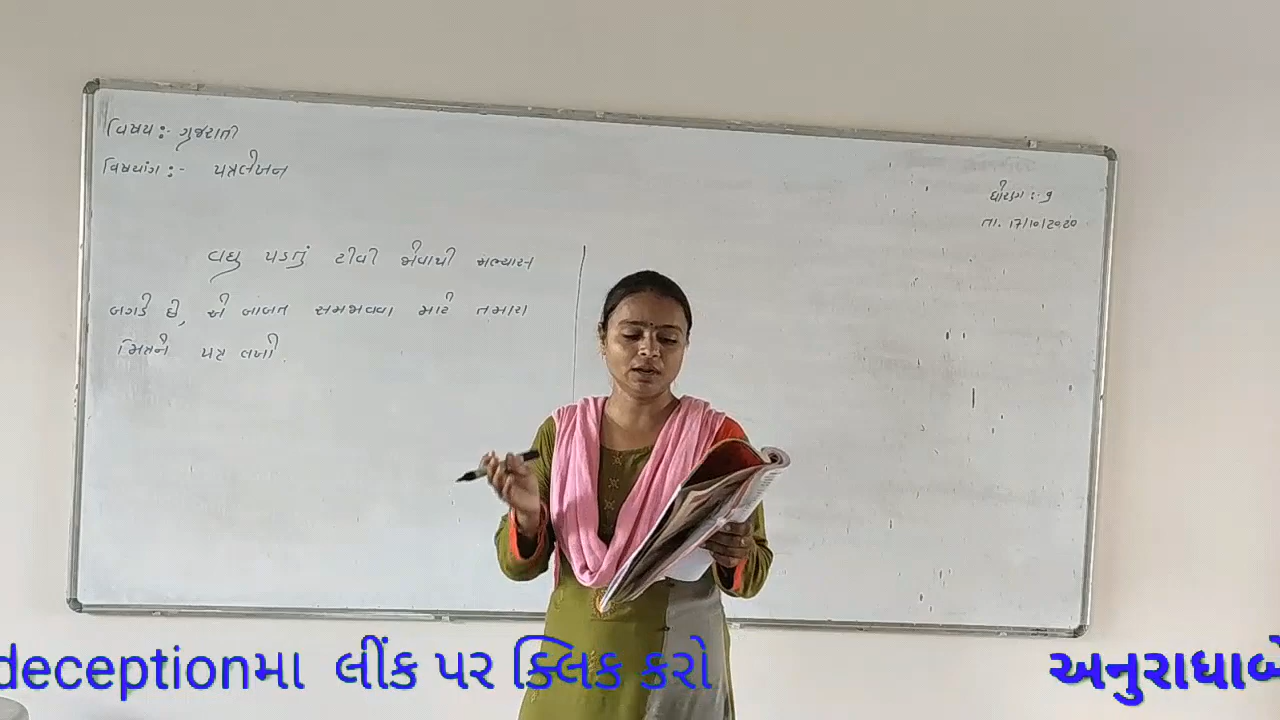 વિષય :- ગુજરાતી
વિષયાંગ :- પત્રલેખન
ધોરણ : ૭
તા. 17/10/2020
વધુ પડતું ટીવી જોવાથી અભ્યાસ
બગડે છે, એ બાબત સમજાવવા માટે તમારા
મિત્રને પત્ર લખો.
deceptionમા લીંક પર ક્લિક કરો
અનુરાધાબે